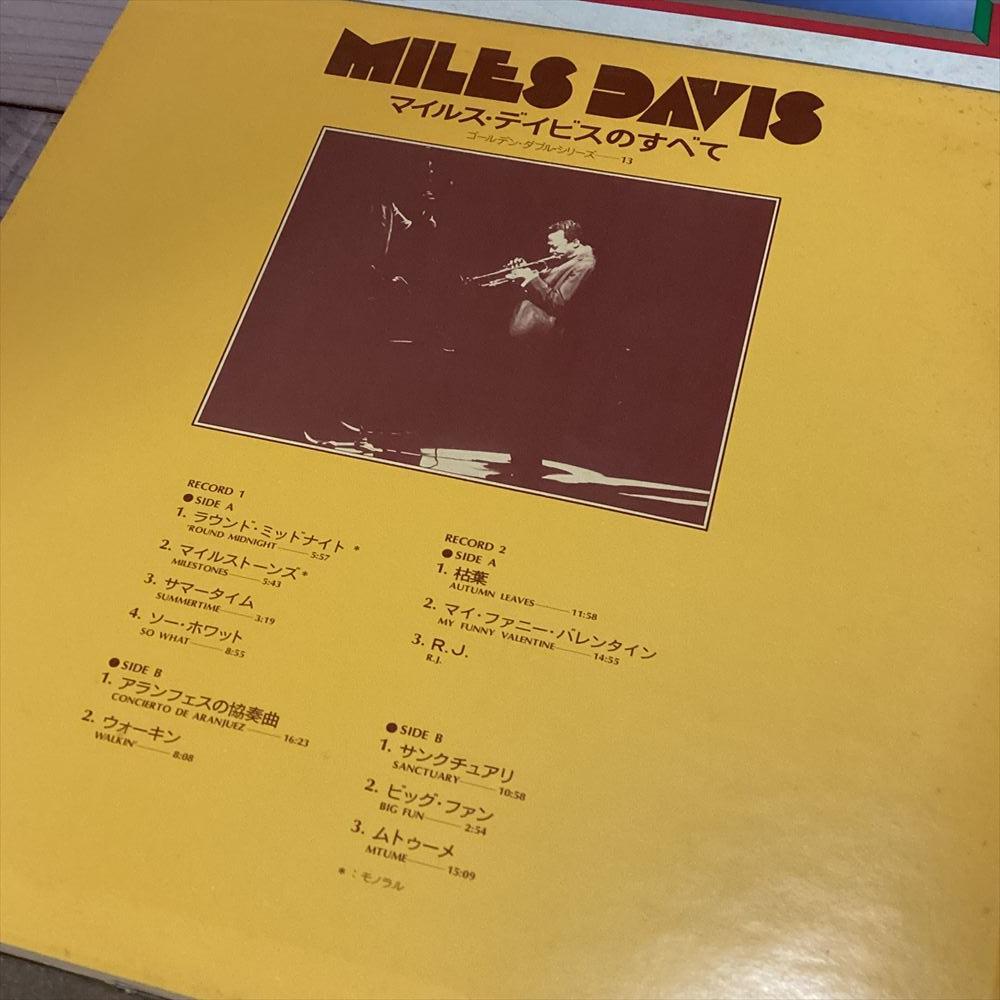 MILES DAVIS
マイルス・デイビスのすべて
ゴールデン・ダブル・シリーズ——13
RECORD 1
●SIDE A
1. ラウンド・ミッドナイト *
'ROUND MIDNIGHT——5:57
2. マイルストーンズ*
MILESTONES——5:43
3. サマータイム
SUMMERTIME——3:19
4. ソー・ホワット
SO WHAT——8:55
●SIDE B
1. アランフェスの協奏曲
CONCIERTO DE ARANJUEZ——16:23
2. ウォーキン
WALKIN'——8:08
RECORD 2
●SIDE A
1. 枯葉
AUTUMN LEAVES——11:58
2. マイ・ファニー・バレンタイン
MY FUNNY VALENTINE——14:55
3. R.J.
R.J.
●SIDE B
1. サンクチュアリ
SANCTUARY——10:58
2. ビッグ・ファン
BIG FUN——2:54
3. ムトゥーメ
MTUME——15:09
*：モノラル